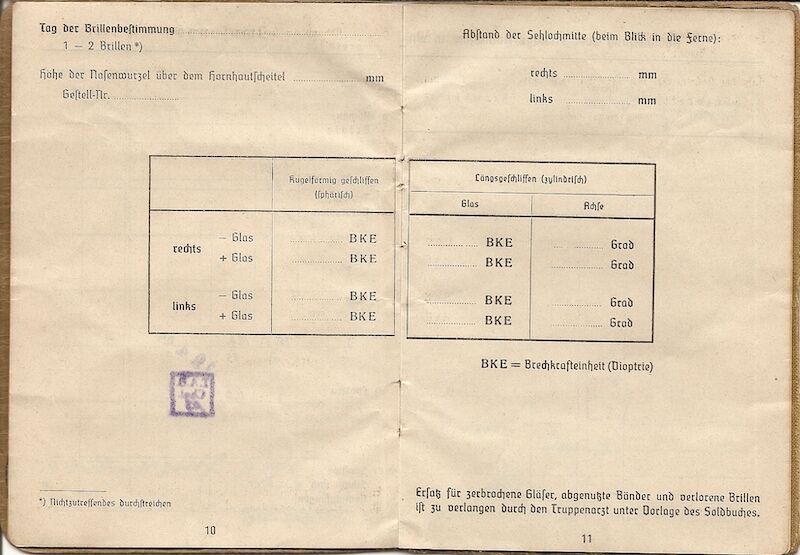 Tag der Brillenbestimmung
1 – 2 Brillen *)
Höhe der Nasenwurzel über dem Hornhautscheitel ................ mm
Gestell-Nr. ................
Kugelförmig geschliffen
(sphärisch)
rechts – Glas ................ BKE
+ Glas ................ BKE
links – Glas ................ BKE
+ Glas ................ BKE
*) Nichtzutreffendes durchstreichen
10
Abstand der Sehlochmitte (beim Blick in die Ferne):
rechts ................ mm
links ................ mm
Längsgeschliffen (zylindrisch)
Glas Achse
................ BKE ................ Grad
................ BKE ................ Grad
................ BKE ................ Grad
................ BKE ................ Grad
BKE = Brechkrafteinheit (Dioptrie)
Ersatz für zerbrochene Gläser, abgenutzte Bänder und verlorene Brillen
ist zu verlangen durch den Truppenarzt unter Vorlage des Soldbuches.
11